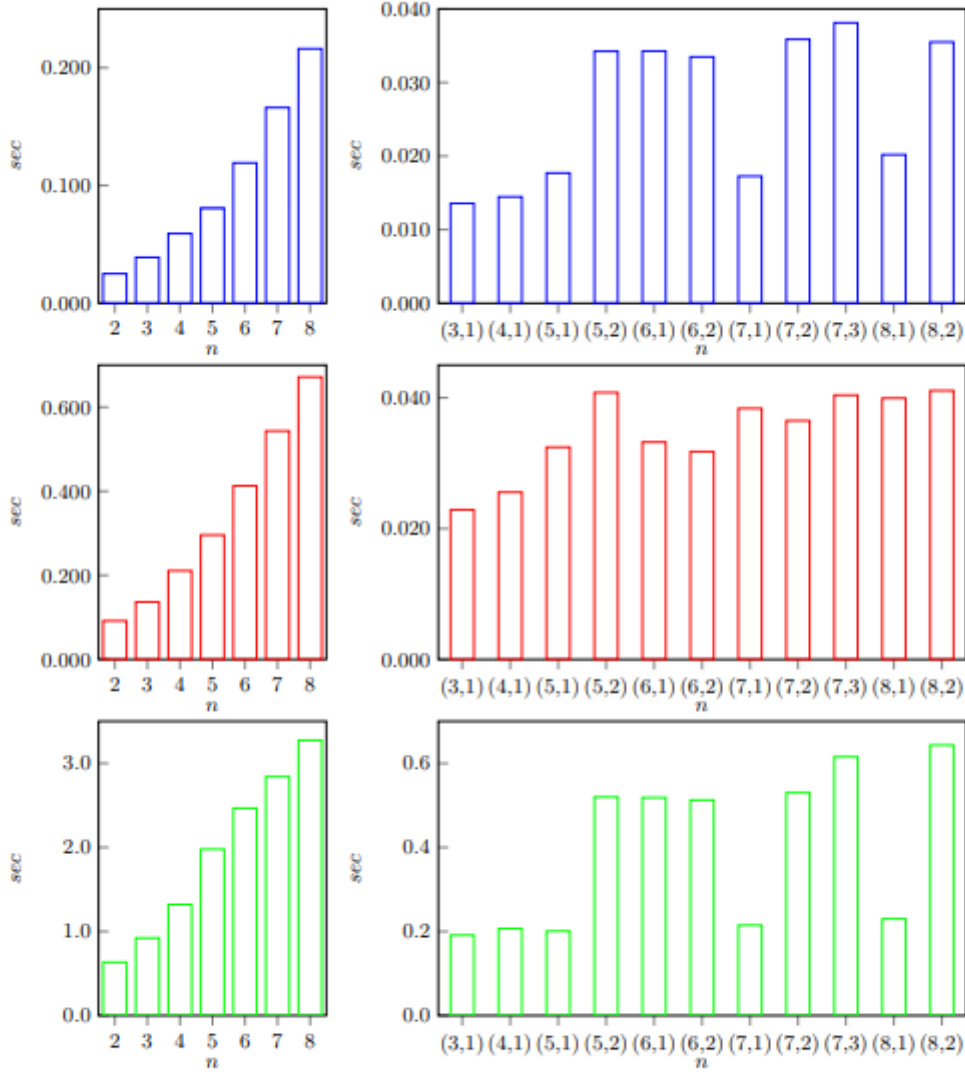 0.200
0.100
0.000
sec
2 3 4 5 6 7 8
n
0.040
0.030
0.020
0.010
0.000
sec
(3,1) (4,1) (5,1) (5,2) (6,1) (6,2) (7,1) (7,2) (7,3) (8,1) (8,2)
n
0.600
0.400
0.200
0.000
sec
2 3 4 5 6 7 8
n
0.040
0.020
0.000
sec
(3,1) (4,1) (5,1) (5,2) (6,1) (6,2) (7,1) (7,2) (7,3) (8,1) (8,2)
n
3.0
2.0
1.0
0.0
sec
2 3 4 5 6 7 8
n
0.6
0.4
0.2
0.0
sec
(3,1) (4,1) (5,1) (5,2) (6,1) (6,2) (7,1) (7,2) (7,3) (8,1) (8,2)
n